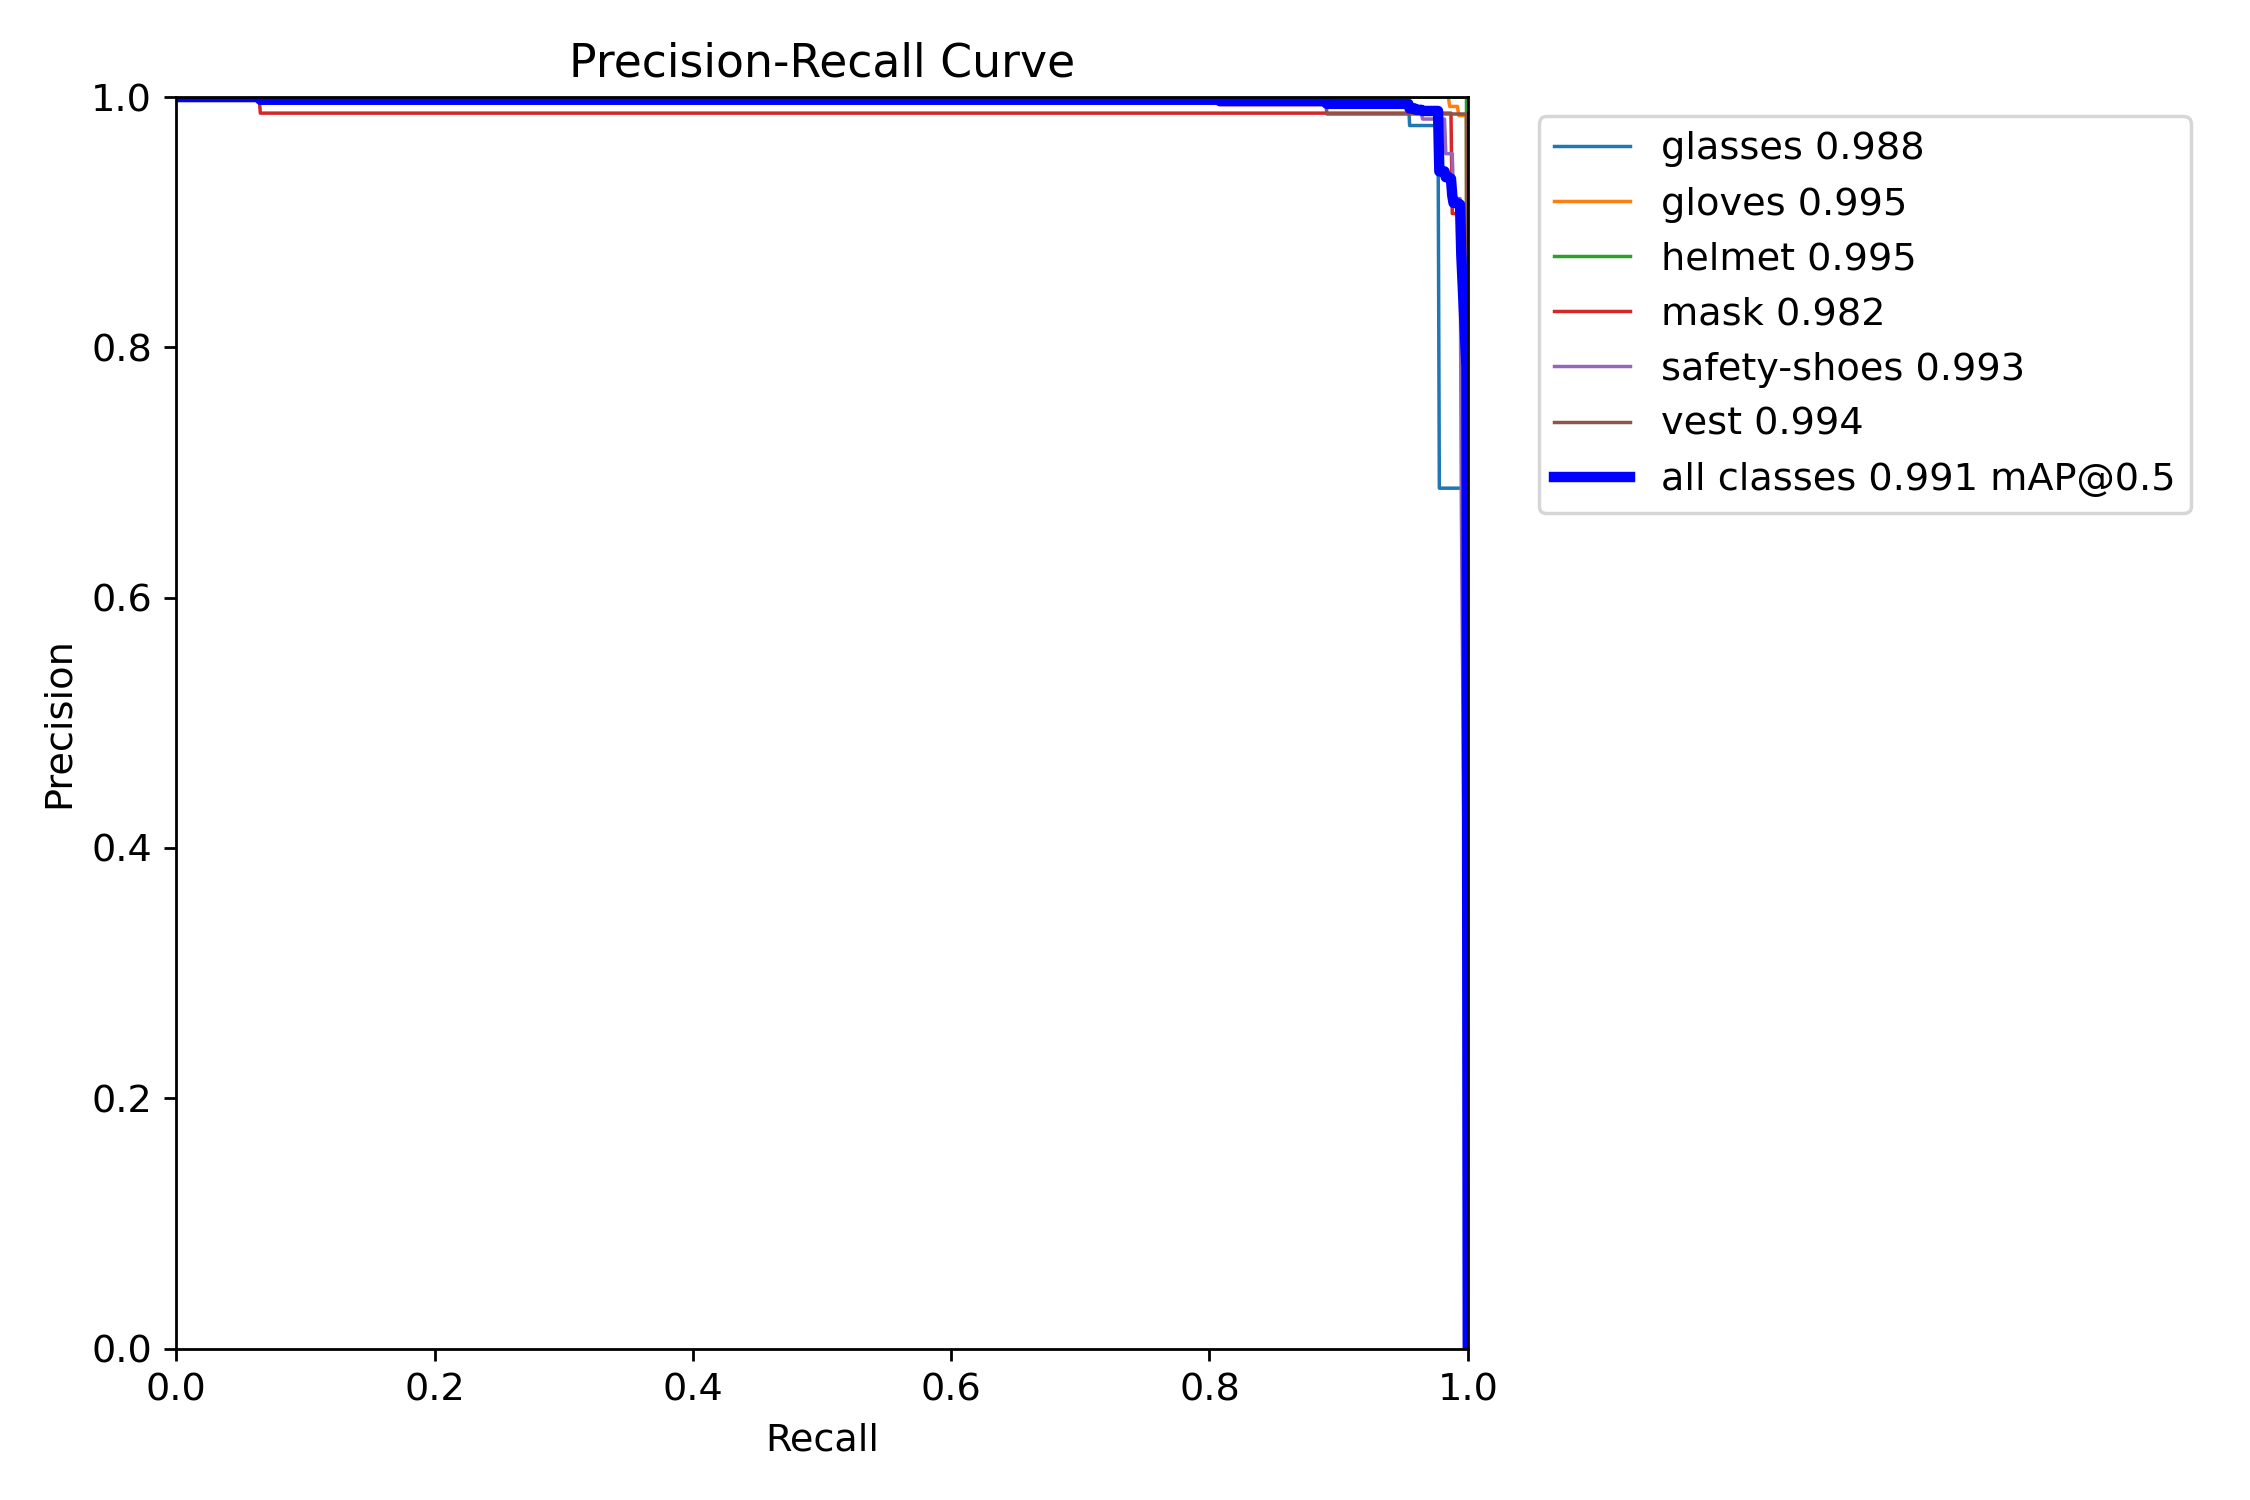 Precision-Recall Curve
1.0
0.8
0.6
0.4
0.2
0.0
Precision
0.0 0.2 0.4 0.6 0.8 1.0
Recall
glasses 0.988
gloves 0.995
helmet 0.995
mask 0.982
safety-shoes 0.993
vest 0.994
all classes 0.991 mAP@0.5